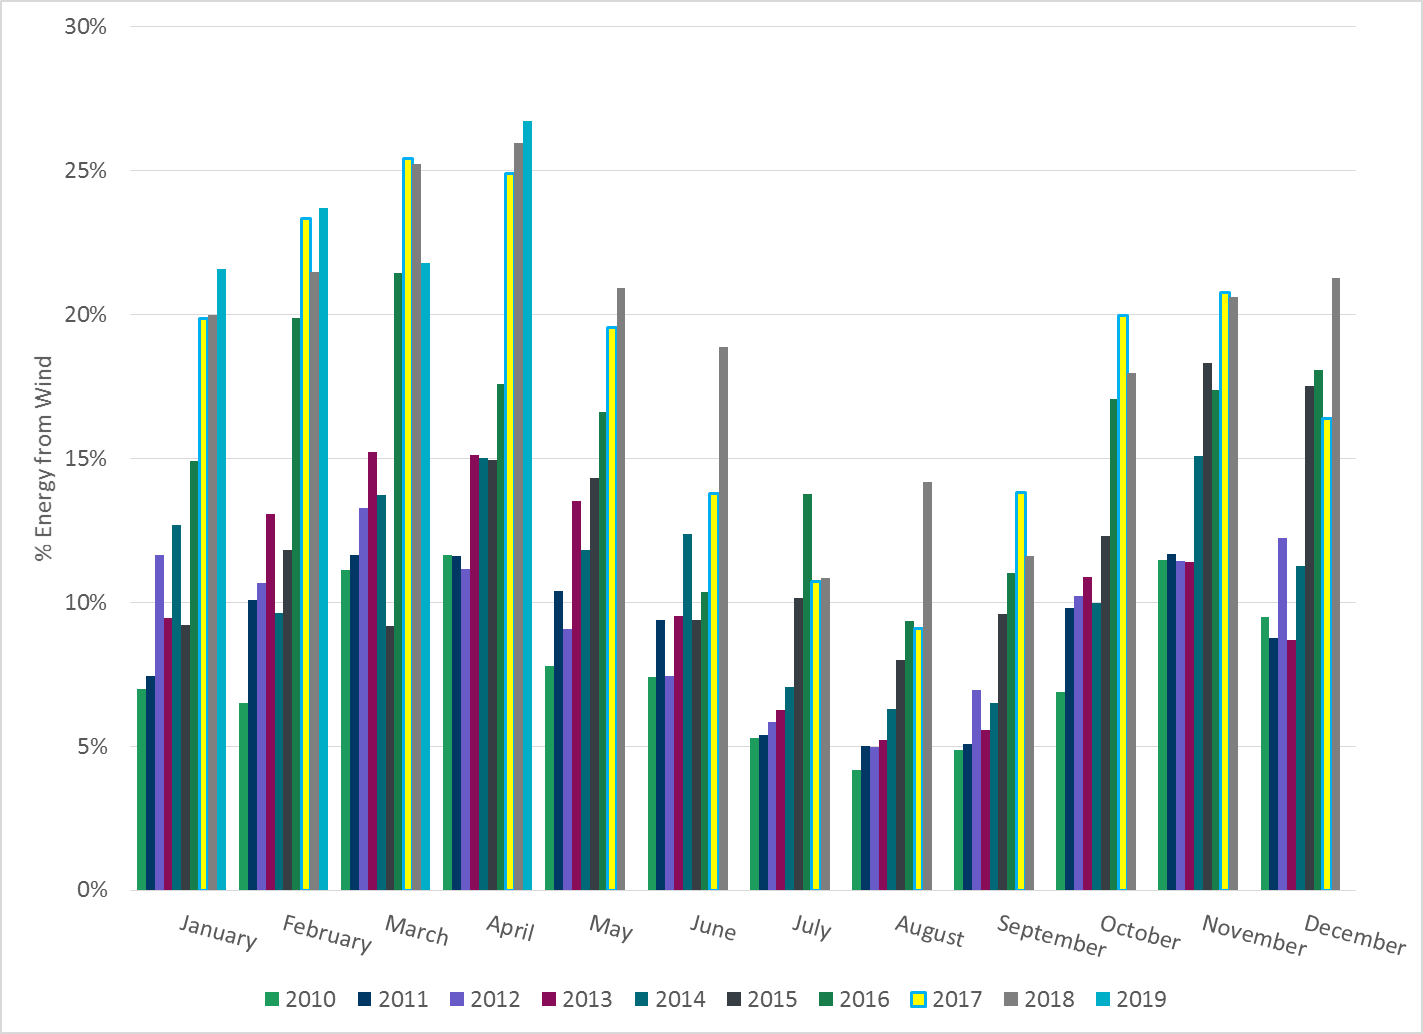 30%
25%
20%
15%
10%
5%
0%
% Energy from Wind
January February March April May June July August September October November December
2010 2011 2012 2013 2014 2015 2016 2017 2018 2019